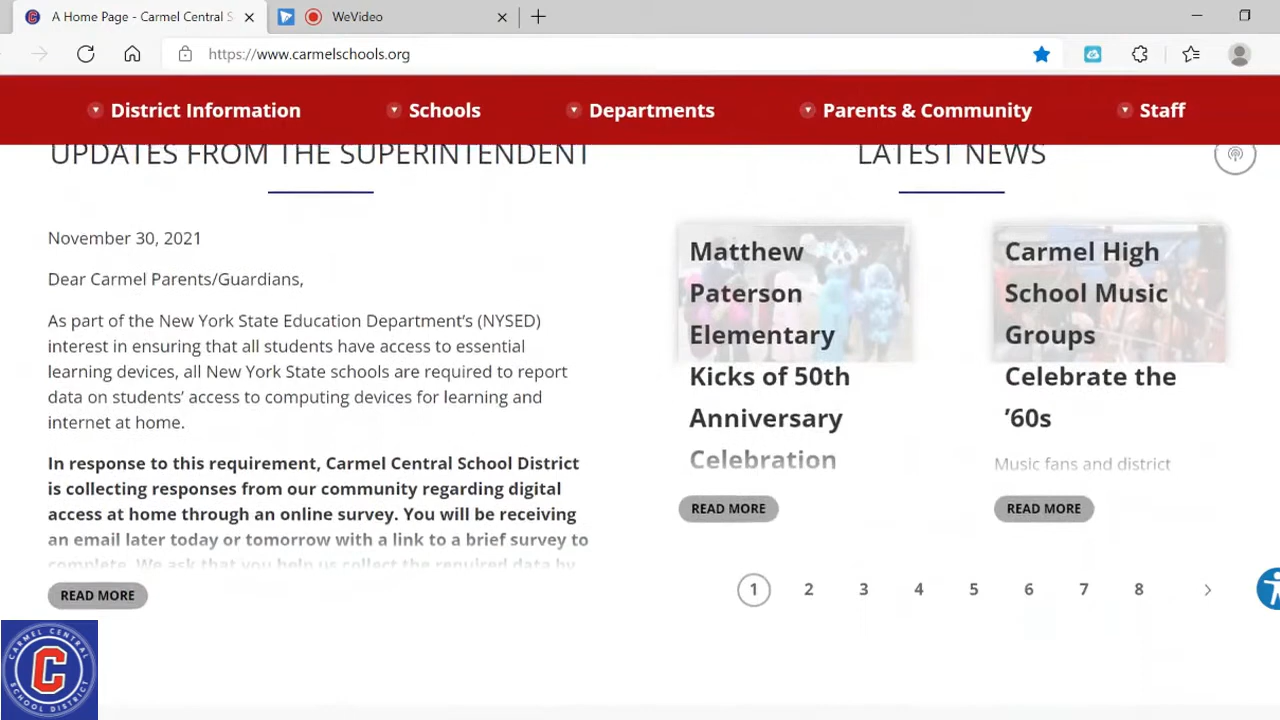 A Home Page - Carmel Central S
WeVideo
https://www.carmelschools.org
District Information
Schools
Departments
Parents & Community
Staff
UPDATES FROM THE SUPERINTENDENT
November 30, 2021
Dear Carmel Parents/Guardians,
As part of the New York State Education Department's (NYSED)
interest in ensuring that all students have access to essential
learning devices, all New York State schools are required to report
data on students' access to computing devices for learning and
internet at home.
In response to this requirement, Carmel Central School District
is collecting responses from our community regarding digital
access at home through an online survey. You will be receiving
an email later today or tomorrow with a link to a brief survey to
complete. We ask that you help us collect the required data by
READ MORE
LATEST NEWS
Matthew
Paterson
Elementary
Kicks of 50th
Anniversary
Celebration
READ MORE
Carmel High
School Music
Groups
Celebrate the
’60s
Music fans and district
READ MORE
1 2 3 4 5 6 7 8
CARMEL CENTRAL
C
SCHOOL DISTRICT